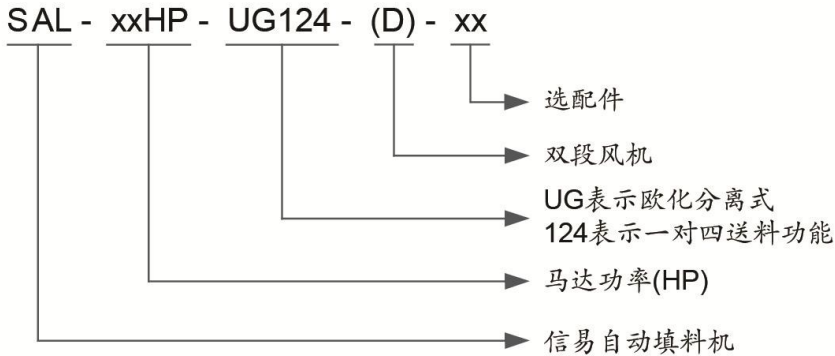 SAL - xxHP - UG124 - (D) - xx
选配件
双段风机
UG表示欧化分离式
124表示一对四送料功能
马达功率(HP)
信易自动填料机